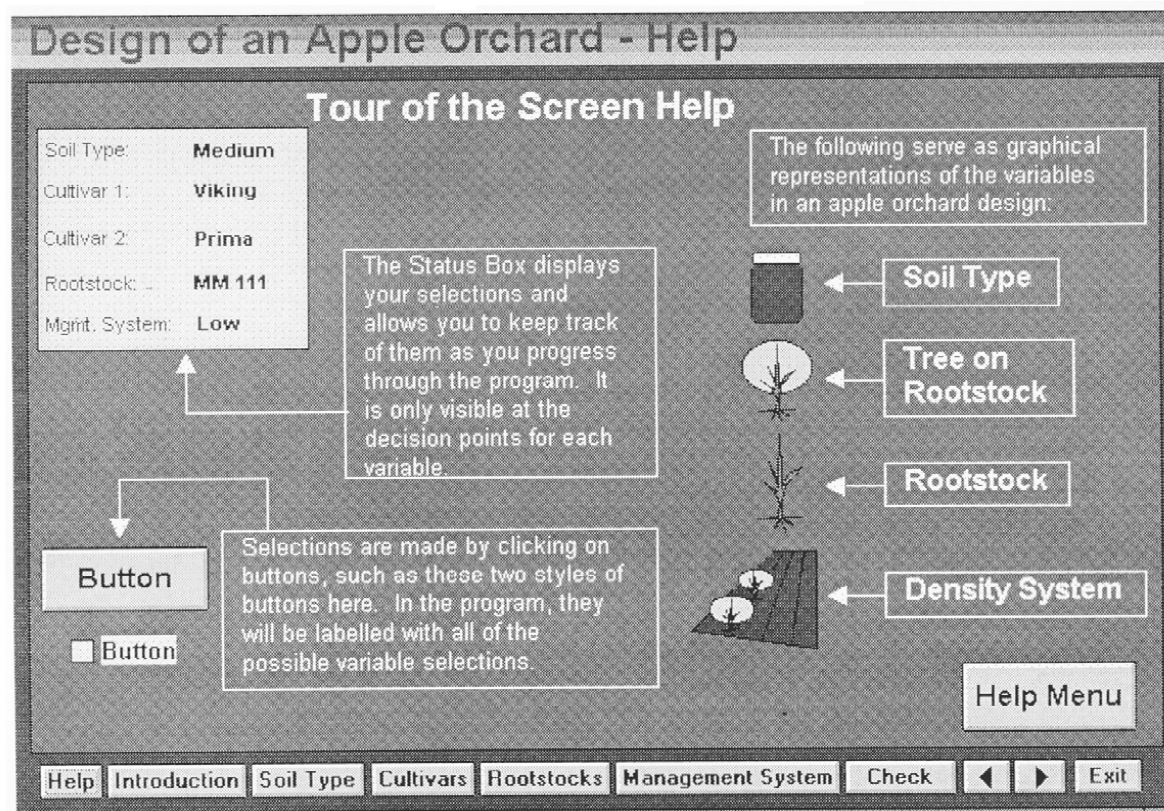 Design of an Apple Orchard - Help
Tour of the Screen Help
Soil Type: Medium
Cultivar 1: Viking
Cultivar 2: Prima
Rootstock: MM 111
Mgmt. System: Low
The Status Box displays
your selections and
allows you to keep track
of them as you progress
through the program. It
is only visible at the
decision points for each
variable.
The following serve as graphical
representations of the variables
in an apple orchard design:
Soil Type
Tree on
Rootstock
Rootstock
Density System
Button
Button
Selections are made by clicking on
buttons, such as these two styles of
buttons here. In the program, they
will be labelled with all of the
possible variable selections.
Help Menu
Help Introduction Soil Type Cultivars Rootstocks Management System Check Exit